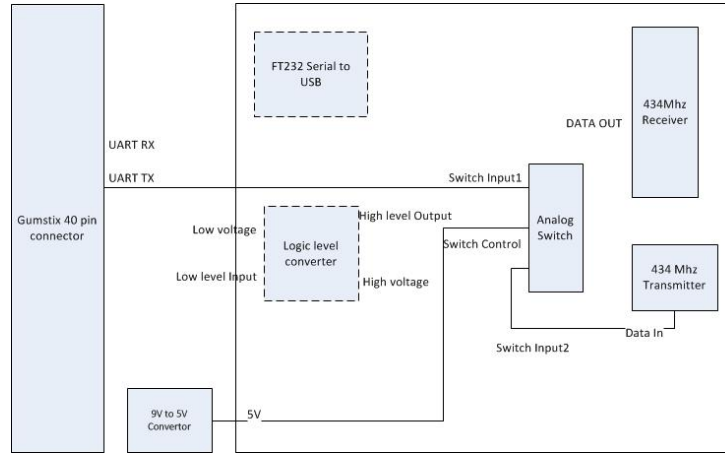 FT232 Serial to
USB
434Mhz
Receiver
DATA OUT
UART RX
UART TX
Switch Input1
Gumstix 40 pin
connector
Low voltage
High level Output
Logic level
converter
Analog
Switch
Switch Control
Low level Input
High voltage
434 Mhz
Transmitter
Data In
Switch Input2
9V to 5V
Convertor
5V